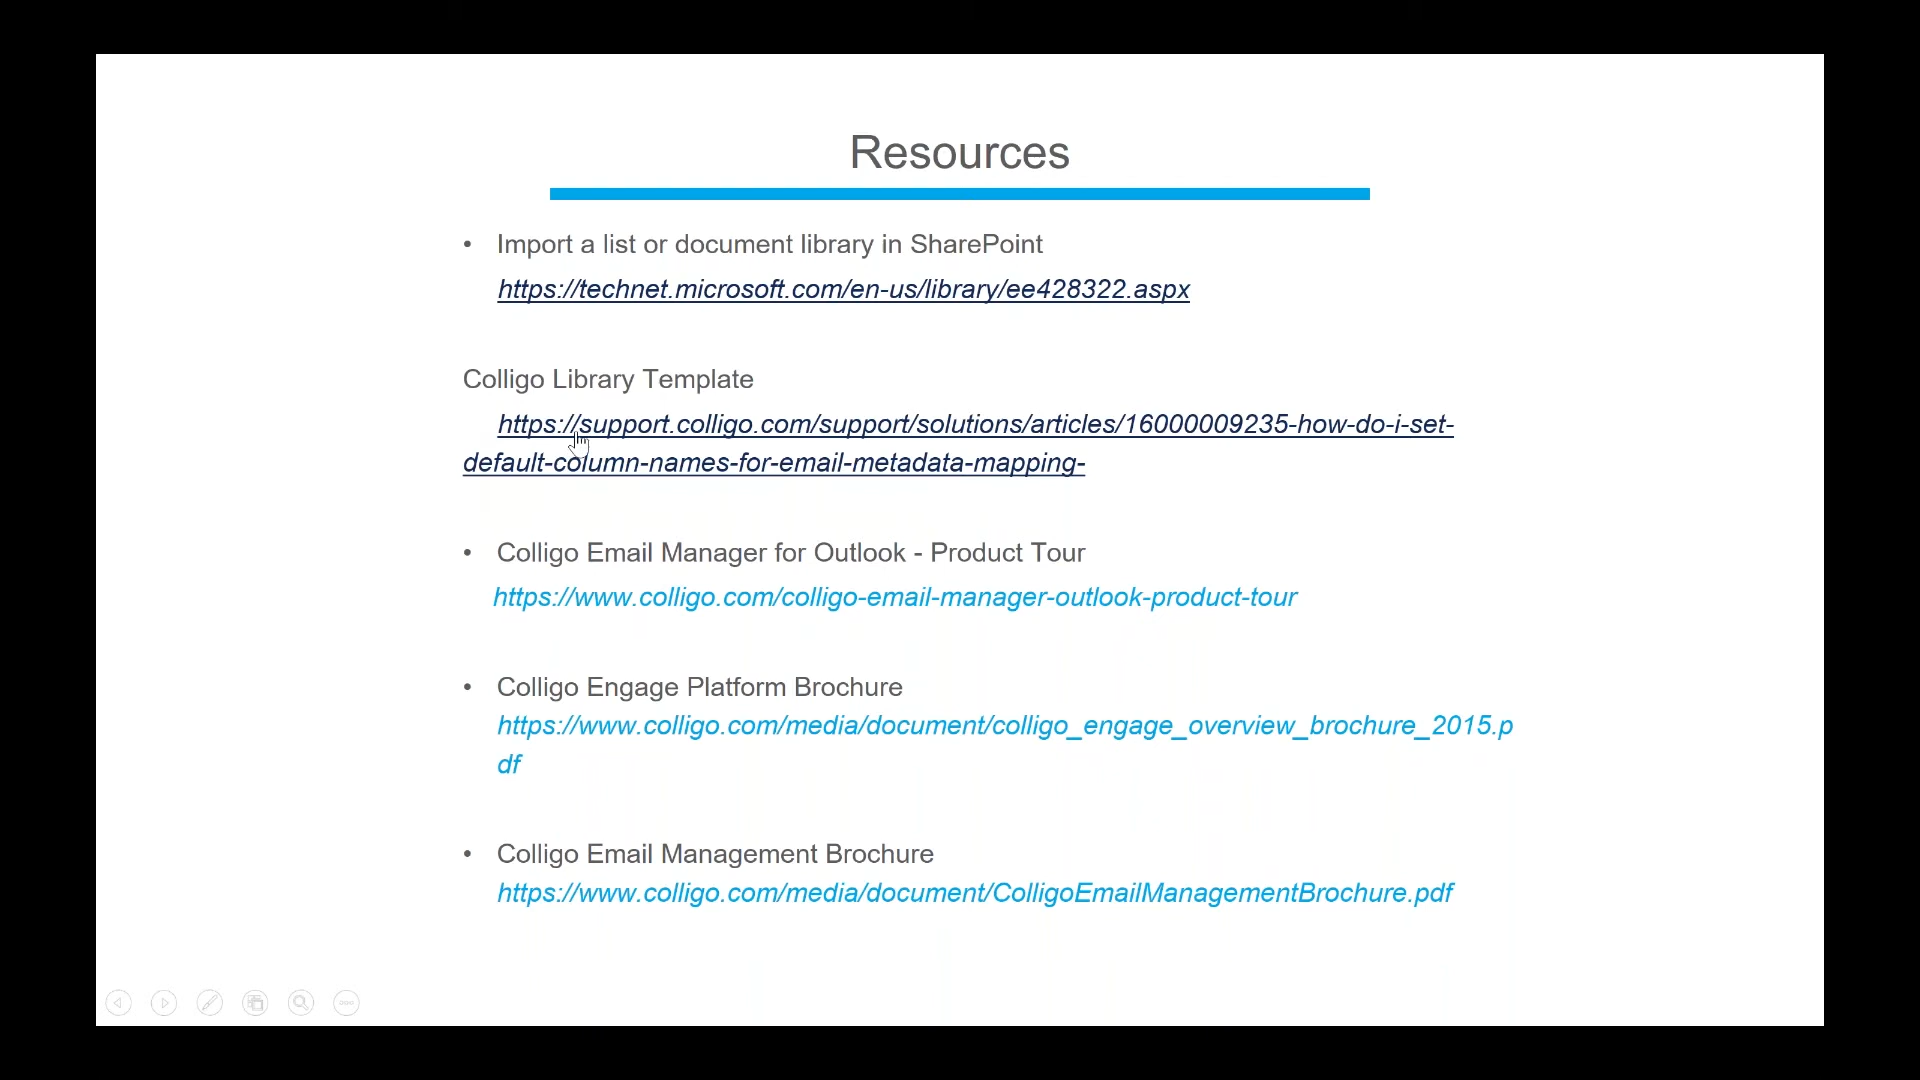 Resources
• Import a list or document library in SharePoint
https://technet.microsoft.com/en-us/library/ee428322.aspx
Colligo Library Template
https://support.colligo.com/support/solutions/articles/16000009235-how-do-i-set-
default-column-names-for-email-metadata-mapping-
• Colligo Email Manager for Outlook - Product Tour
https://www.colligo.com/colligo-email-manager-outlook-product-tour
• Colligo Engage Platform Brochure
https://www.colligo.com/media/document/colligo_engage_overview_brochure_2015.p
df
• Colligo Email Management Brochure
https://www.colligo.com/media/document/ColligoEmailManagementBrochure.pdf